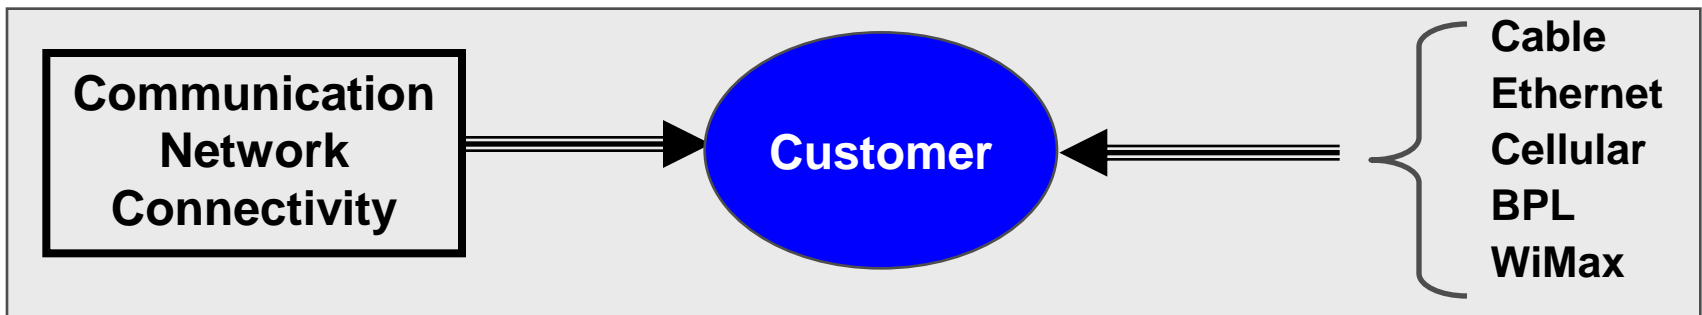 Communication
Network
Connectivity
Customer
Cable
Ethernet
Cellular
BPL
WiMax